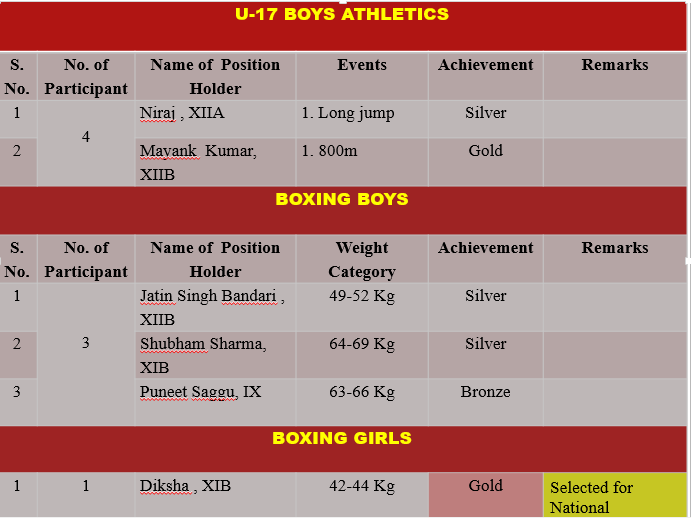 U-17 BOYS ATHLETICS
S. No. of Name of Position Events Achievement Remarks
No. Participant Holder
1 Niraj , XIIA 1. Long jump Silver
4
2 Mayank Kumar, 1. 800m Gold
XIIB
BOXING BOYS
S. No. of Name of Position Weight Achievement Remarks
No. Participant Holder Category
1 Jatin Singh Bandari , 49-52 Kg Silver
XIIB
2 3 Shubham Sharma, 64-69 Kg Silver
XIB
3 Puneet Saggu, IX 63-66 Kg Bronze
BOXING GIRLS
1 1 Diksha , XIB 42-44 Kg Gold Selected for
National